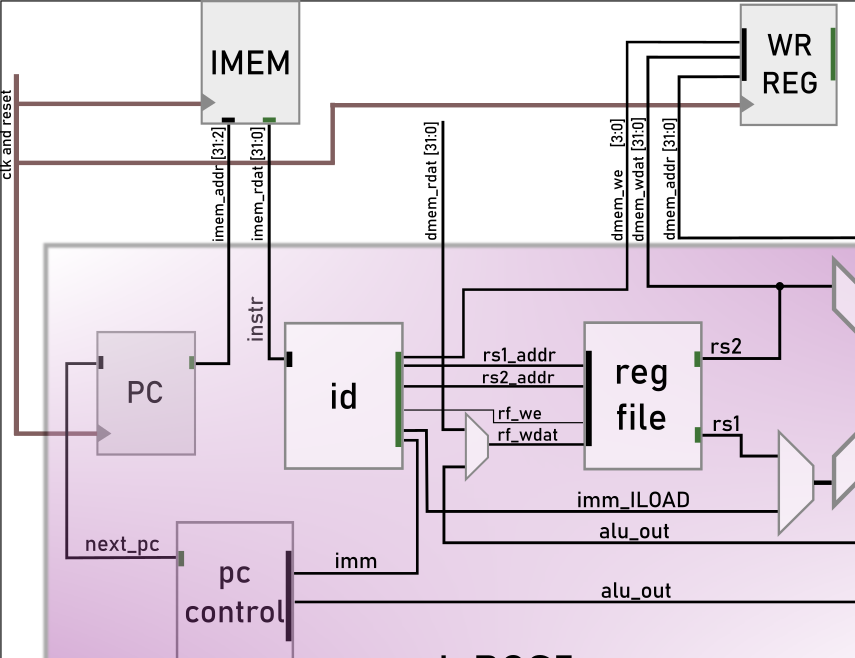 IMEM
WR
REG
clk and reset
imem_addr [31:2]
imem_rdat [31:0]
dmem_rdat [31:0]
dmem_we [3:0]
dmem_wdat [31:0]
dmem_addr [31:0]
instr
PC
id
rs1_addr
rs2_addr
rf_we
rf_wdat
reg
file
rs2
rs1
imm_ILOAD
alu_out
next_pc
pc
control
imm
alu_out